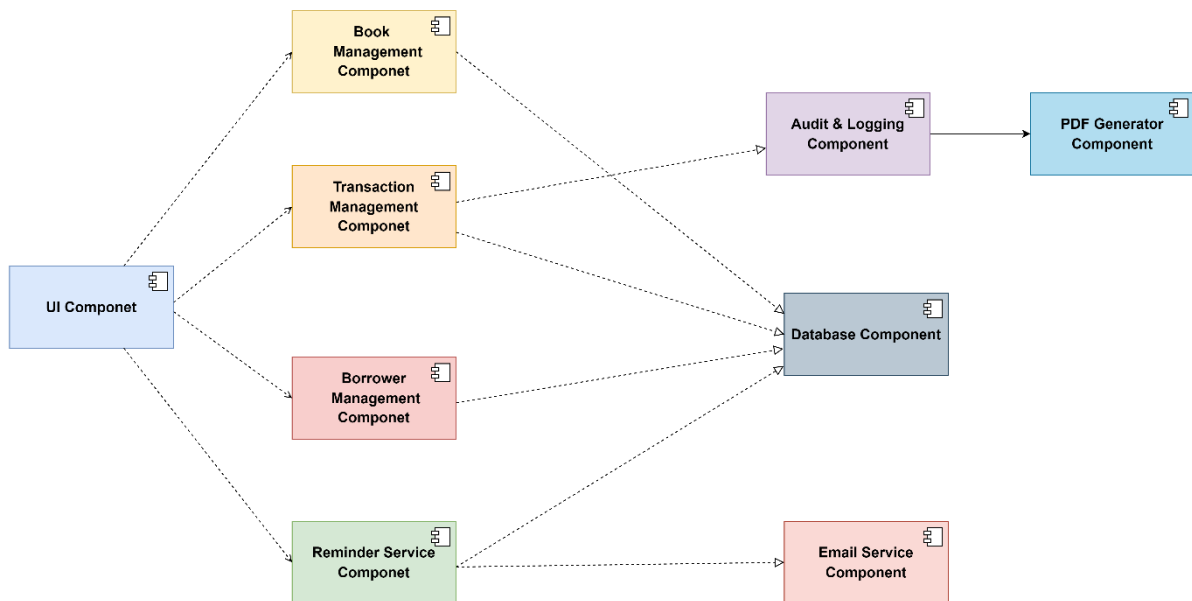 Book
Management
Componet
Audit & Logging
Component
PDF Generator
Component
Transaction
Management
Componet
UI Componet
Database Component
Borrower
Management
Componet
Reminder Service
Componet
Email Service
Component